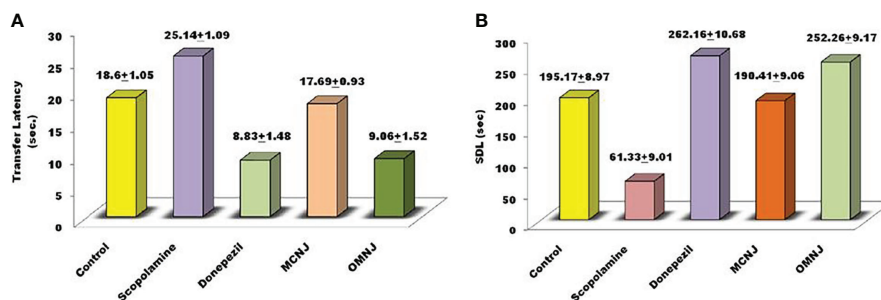 A
25.14±1.09
18.6±1.05
17.69±0.93
8.83±1.48
9.06±1.52
Transfer Latency
(sec.)
30
25
20
15
10
5
0
Control
Scopolamine
Donepezil
MCNJ
OMNJ
B
262.16±10.68
252.26±9.17
195.17±8.97
190.41±9.06
61.33±9.01
SDL (sec)
300
250
200
150
100
50
0
Control
Scopolamine
Donepezil
MCNJ
OMNJ